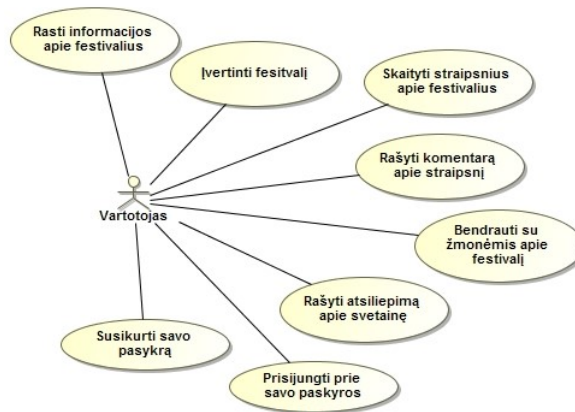 Rasti informacijos
apie festivalius
Įvertinti fesitvalį
Skaityti straipsnius
apie festivalius
Rašyti komentarą
apie straipsnį
Vartotojas
Bendrauti su
žmonėmis apie
festivalį
Rašyti atsiliepimą
apie svetainę
Susikurti savo
pasykrą
Prisijungti prie
savo paskyros